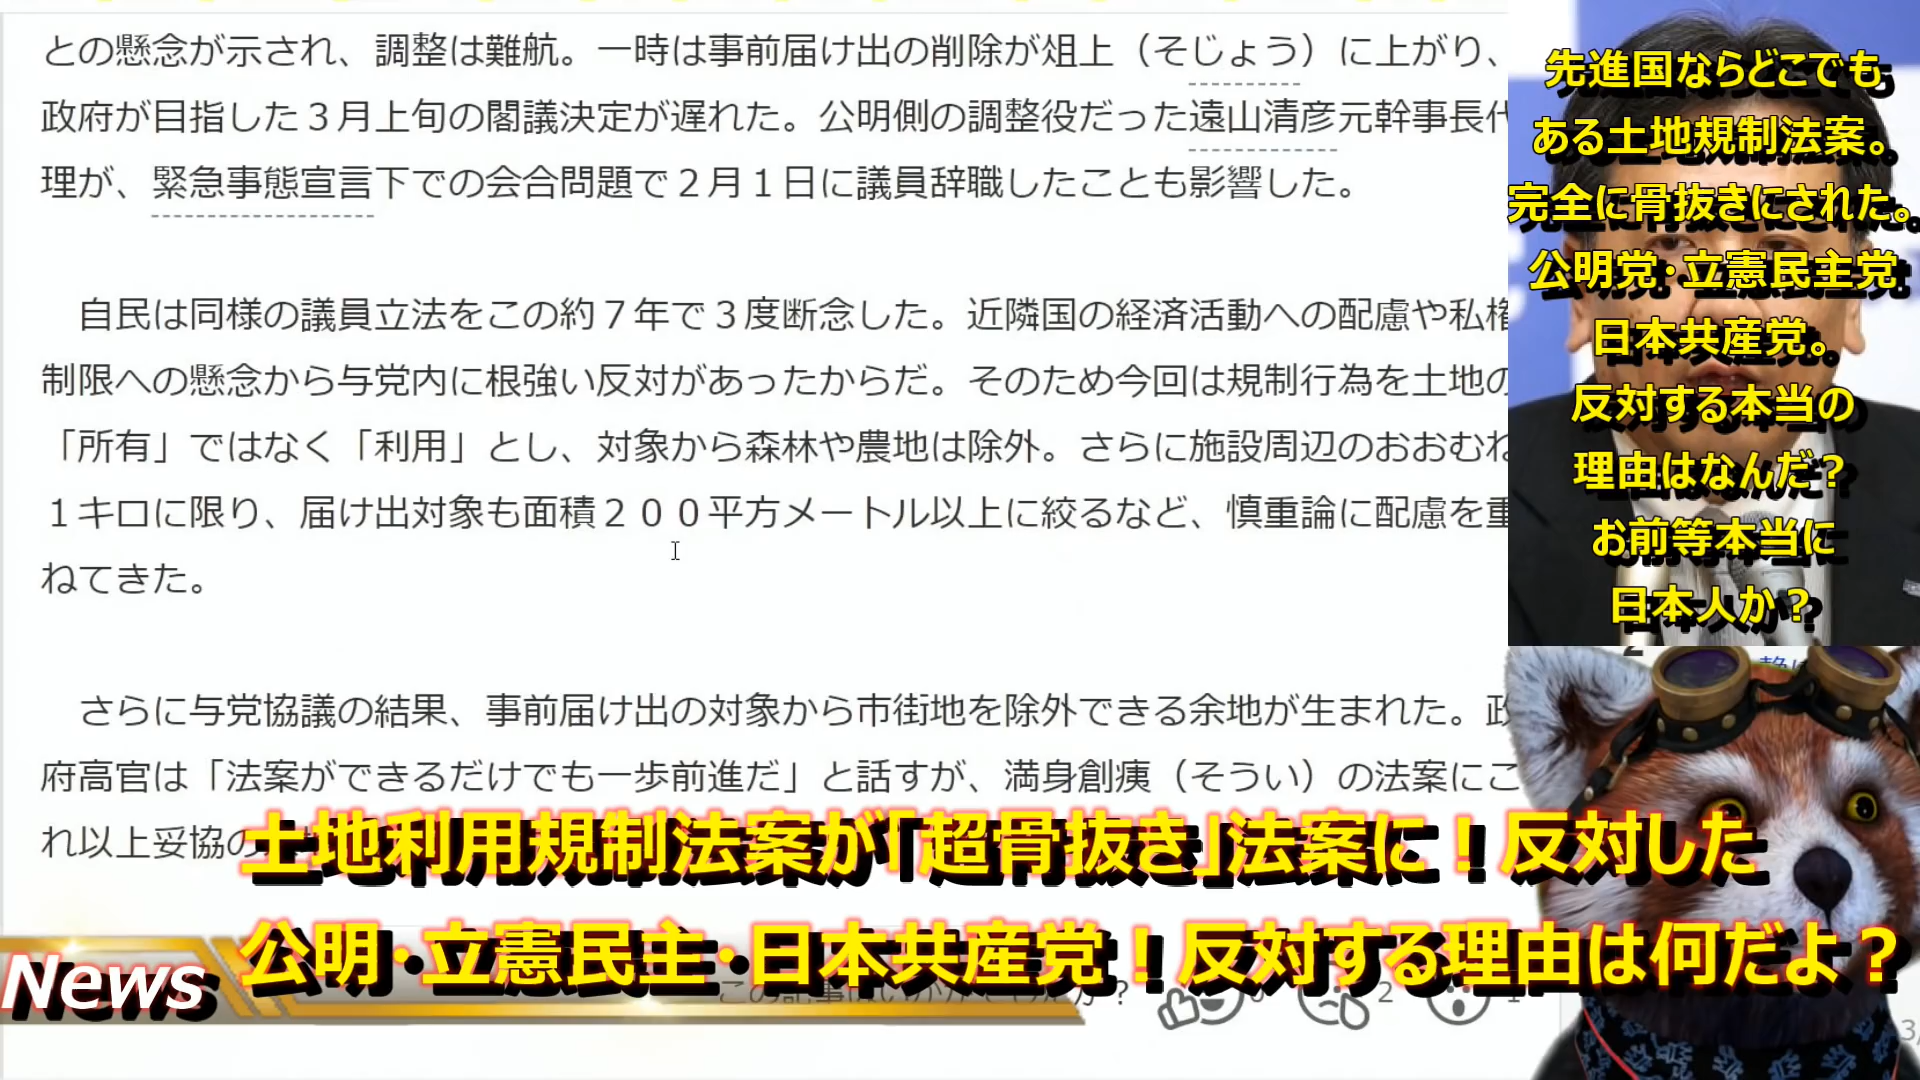 との懸念が示され、調整は難航。一時は事前届け出の削除が俎上（そじょう）に上がり、
政府が目指した３月上旬の閣議決定が遅れた。公明側の調整役だった遠山清彦元幹事長代
理が、緊急事態宣言下での会合問題で２月１日に議員辞職したことも影響した。
自民は同様の議員立法をこの約７年で３度断念した。近隣国の経済活動への配慮や私権
制限への懸念から与党内に根強い反対があったからだ。そのため今回は規制行為を土地の
「所有」ではなく「利用」とし、対象から森林や農地は除外。さらに施設周辺のおおむね
１キロに限り、届け出対象も面積２００平方メートル以上に絞るなど、慎重論に配慮を重
ねてきた。
さらに与党協議の結果、事前届け出の対象から市街地を除外できる余地が生まれた。政
府高官は「法案ができるだけでも一歩前進だ」と話すが、満身創痍（そうい）の法案にこ
れ以上妥協の
先進国ならどこでも
ある土地規制法案。
完全に骨抜きにされた。
公明党・立憲民主党
日本共産党。
反対する本当の
理由はなんだ？
お前等本当に
日本人か？
土地利用規制法案が「超骨抜き」法案に！反対した
公明・立憲民主・日本共産党！反対する理由は何だよ？
News
2
1